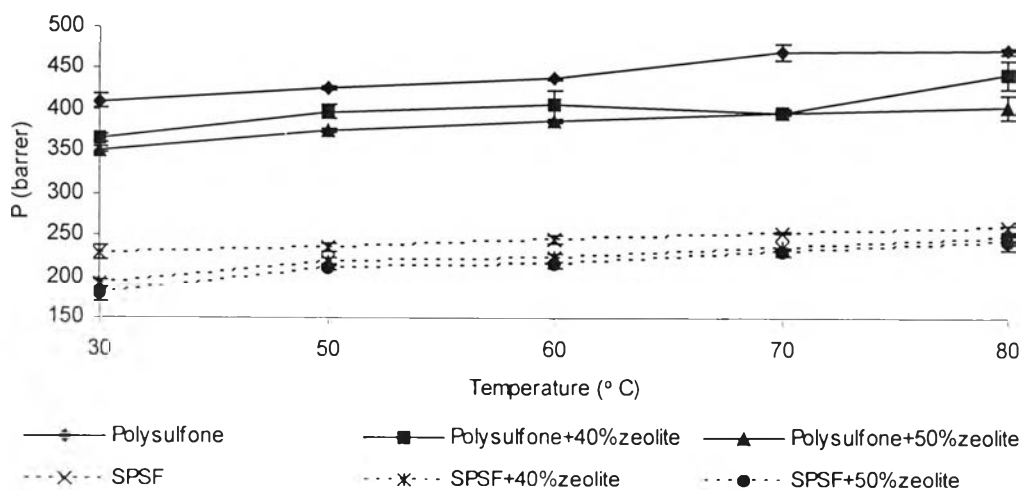 500
450
400
350
300
250
200
150
P (barrer)
30 50 60 70 80
Temperature (° C)
Polysulfone Polysulfone+40%zeolite Polysulfone+50%zeolite
SPSF SPSF+40%zeolite SPSF+50%zeolite